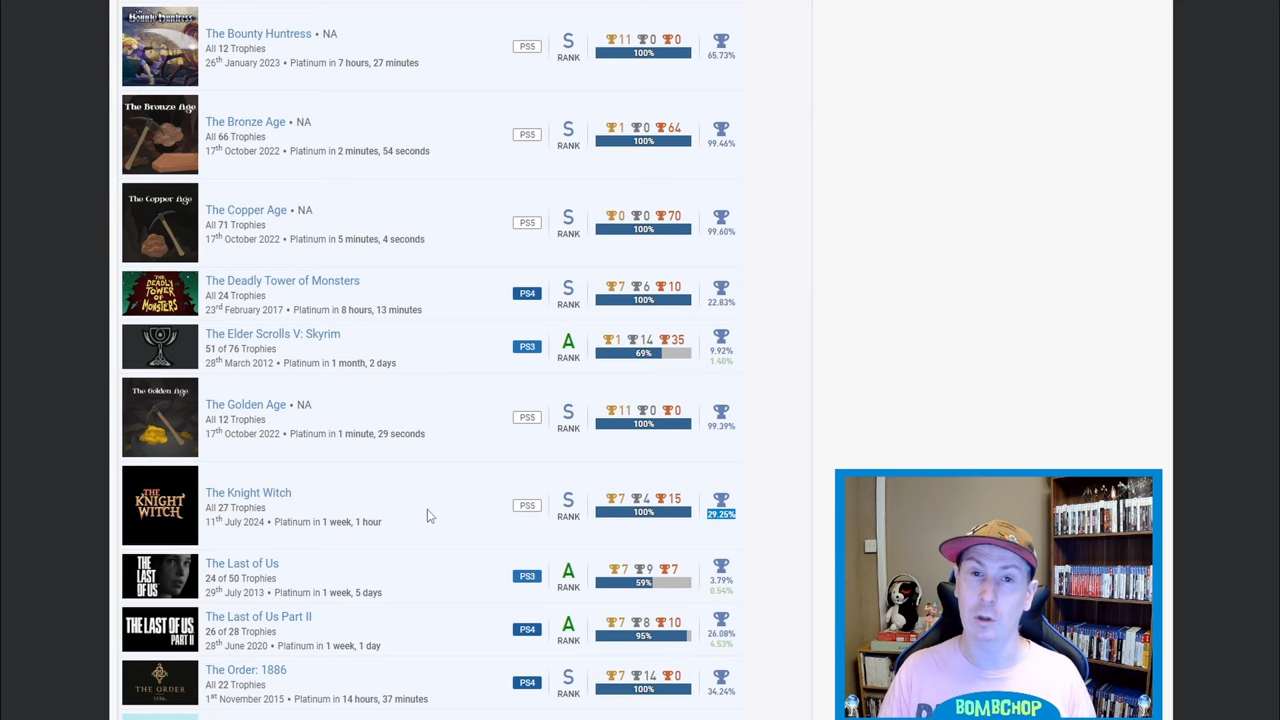 The Bounty Huntress
The Bounty Huntress • NA
All 12 Trophies
26th January 2023 • Platinum in 7 hours, 27 minutes
PS5
S
RANK
11 0 0
100%
65.73%
The Bronze Age
The Bronze Age • NA
All 66 Trophies
17th October 2022 • Platinum in 2 minutes, 54 seconds
PS5
S
RANK
1 0 64
100%
99.46%
The Copper Age
The Copper Age • NA
All 71 Trophies
17th October 2022 • Platinum in 5 minutes, 4 seconds
PS5
S
RANK
0 0 70
100%
99.60%
THE DEADLY TOWER OF MONSTERS
The Deadly Tower of Monsters
All 24 Trophies
23rd February 2017 • Platinum in 8 hours, 13 minutes
PS4
S
RANK
7 6 10
100%
22.83%
The Elder Scrolls V: Skyrim
51 of 76 Trophies
28th March 2012 • Platinum in 1 month, 2 days
PS3
A
RANK
1 14 35
69%
9.92%
1.40%
The Golden Age
The Golden Age • NA
All 12 Trophies
17th October 2022 • Platinum in 1 minute, 29 seconds
PS5
S
RANK
11 0 0
100%
99.39%
THE KNIGHT WITCH
The Knight Witch
All 27 Trophies
11th July 2024 • Platinum in 1 week, 1 hour
PS5
S
RANK
7 4 15
100%
29.25%
THE LAST OF US
The Last of Us
24 of 50 Trophies
29th July 2013 • Platinum in 1 week, 5 days
PS3
A
RANK
7 9 7
59%
3.79%
0.54%
THE LAST OF US PART II
The Last of Us Part II
26 of 28 Trophies
28th June 2020 • Platinum in 1 week, 1 day
PS4
A
RANK
7 8 10
95%
26.08%
4.53%
THE ORDER
1886
The Order: 1886
All 22 Trophies
1st November 2015 • Platinum in 14 hours, 37 minutes
PS4
S
RANK
7 14 0
100%
34.24%
BOMBCHOP